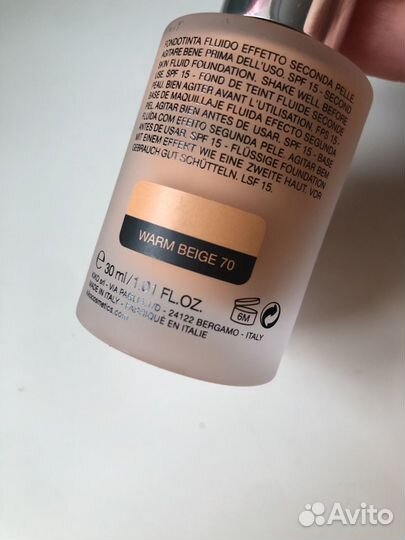 FONDOTINTA FLUIDO EFFETTO SECONDA PELLE
AGITARE BENE PRIMA DELL'USO. SPF 15 - SECOND
SKIN FLUID FOUNDATION. SHAKE WELL BEFORE
USE. SPF 15 - FOND DE TEINT FLUIDE SECONDE
PEAU. BIEN AGITER AVANT L'UTILISATION. FPS 15 -
BASE DE MAQUILLAJE FLUIDA EFECTO SEGUNDA
PIEL. AGITAR BIEN ANTES DE USAR. SPF 15 - BASE
FLUIDA COM EFEITO SEGUNDA PELE. AGITAR BEM
ANTES DE USAR. SPF 15 - FLÜSSIGE FOUNDATION
MIT EINEM EFFEKT WIE EINE ZWEITE HAUT. VOR
GEBRAUCH GUT SCHÜTTELN. LSF 15.
WARM BEIGE 70
e 30 ml / 1.01 FL.OZ.
srl - VIA - 24122 BERGAMO - ITALY
MADE IN ITALY - FABRIQUÉ EN ITALIE
6M
Avito